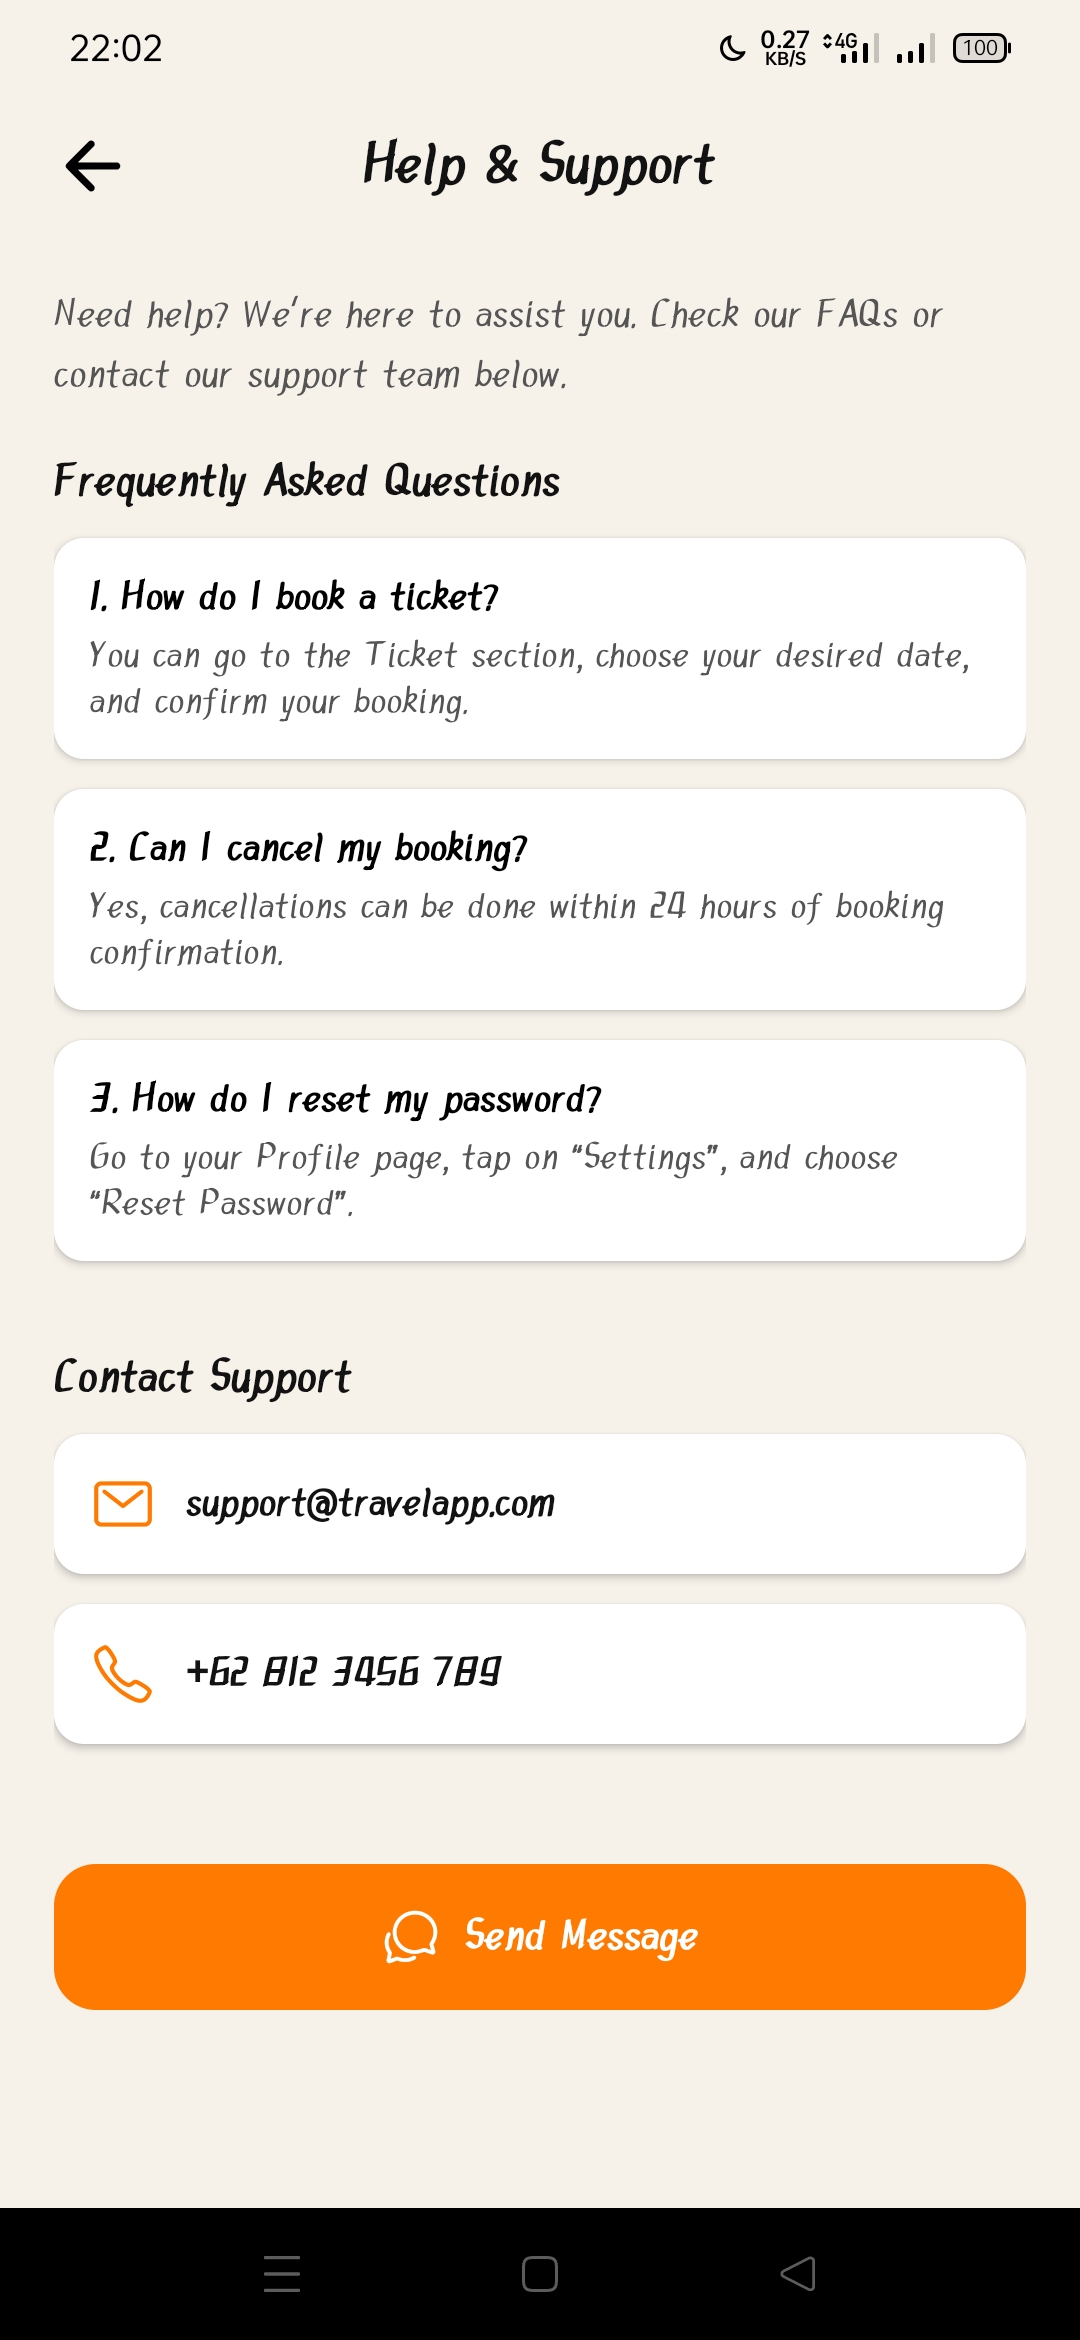 22:02
0.27
KB/S
4G
100
Help & Support
Need help? We're here to assist you. Check our FAQs or
contact our support team below.
Frequently Asked Questions
1. How do I book a ticket?
You can go to the Ticket section, choose your desired date,
and confirm your booking.
2. Can I cancel my booking?
Yes, cancellations can be done within 24 hours of booking
confirmation.
3. How do I reset my password?
Go to your Profile page, tap on “Settings”, and choose
“Reset Password”.
Contact Support
support@travelapp.com
+62 812 3456 789
Send Message